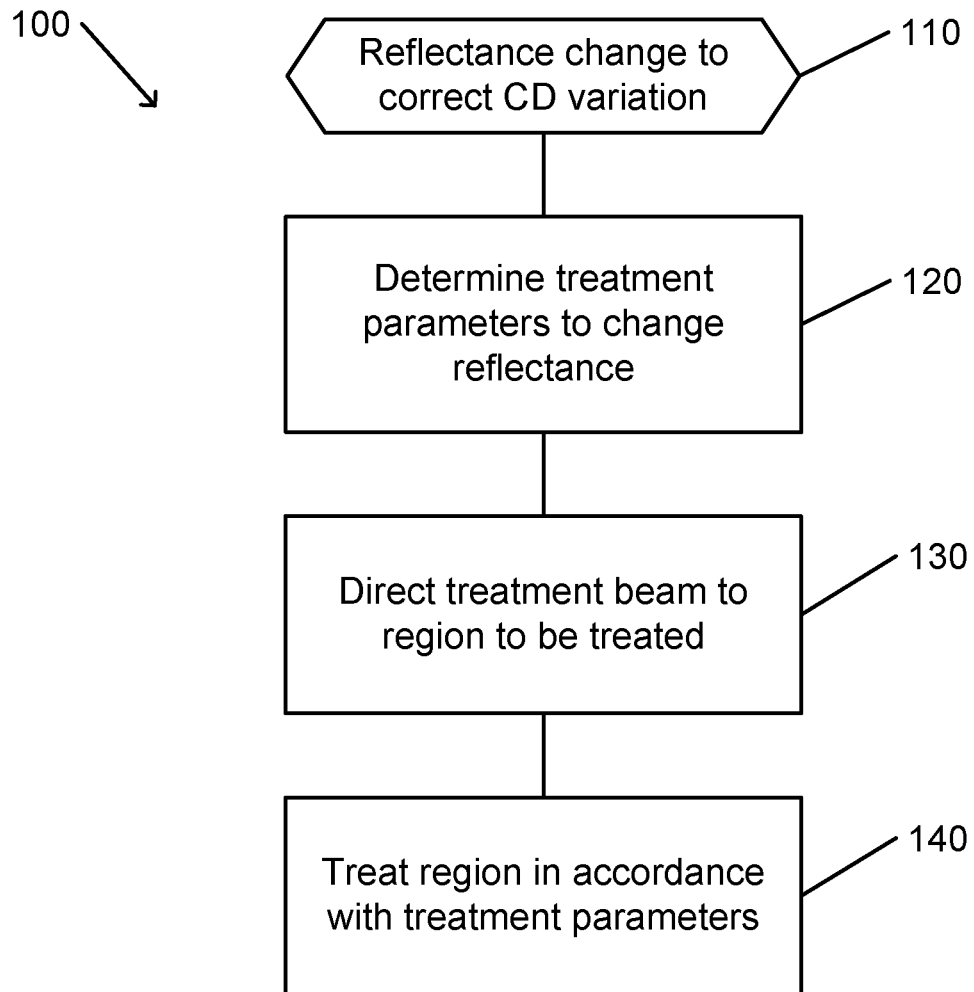 100
Reflectance change to
correct CD variation
110
Determine treatment
parameters to change
reflectance
120
Direct treatment beam to
region to be treated
130
Treat region in accordance
with treatment parameters
140